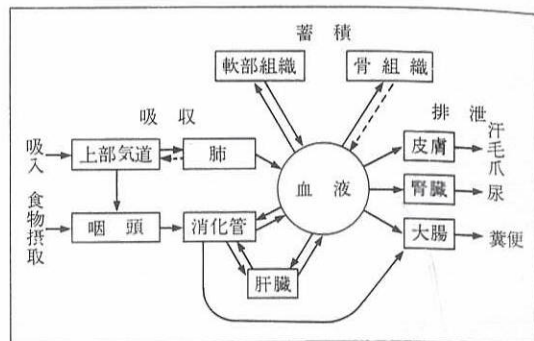 蓄積
軟部組織
骨組織
吸収
排泄
吸入
上部気道
肺
血液
皮膚
汗毛爪
腎臓
尿
食物摂取
咽頭
消化管
大腸
糞便
肝臓